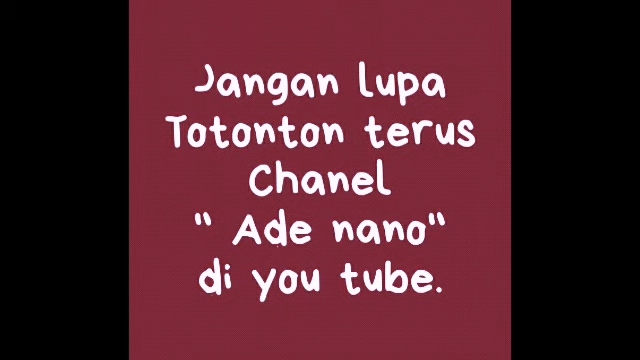 Jangan lupa
Totonton terus
Chanel
" Ade nano"
di you tube.